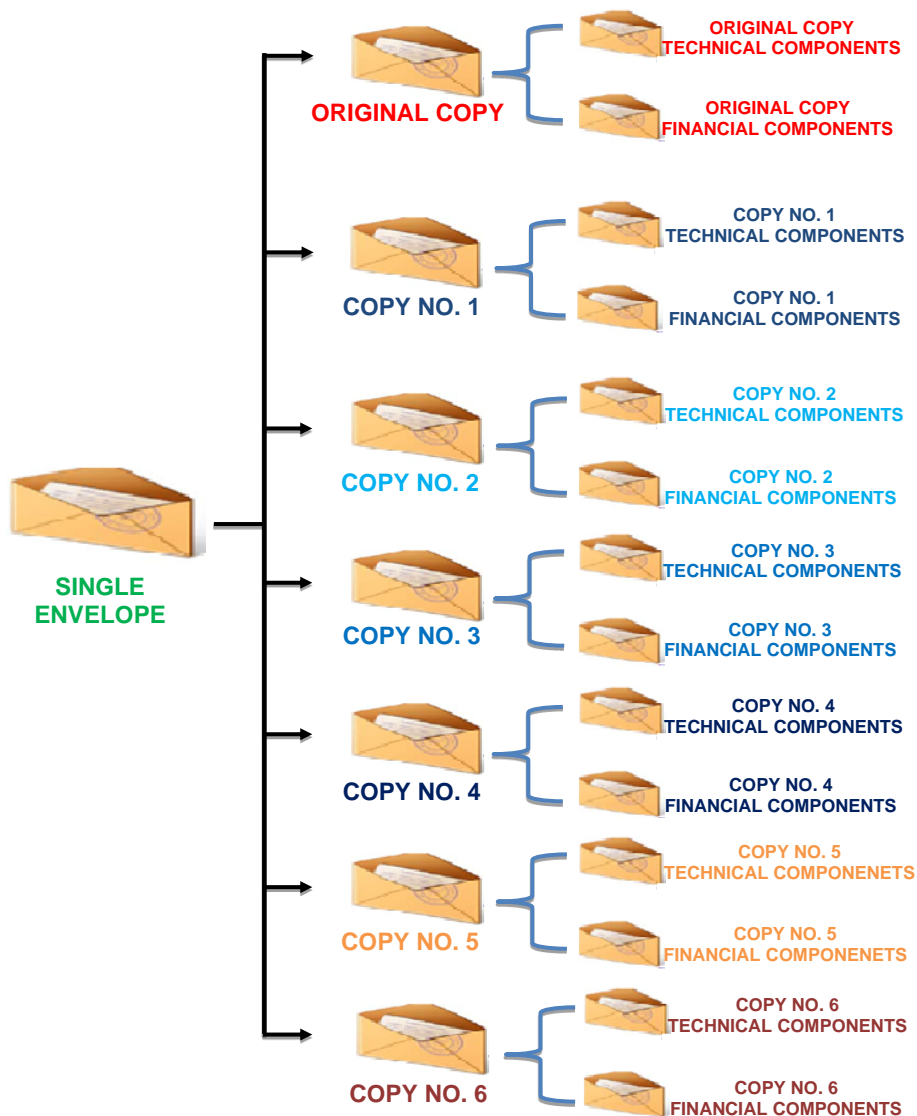 ORIGINAL COPY
TECHNICAL COMPONENTS
ORIGINAL COPY
ORIGINAL COPY
FINANCIAL COMPONENTS
COPY NO. 1
TECHNICAL COMPONENTS
COPY NO. 1
COPY NO. 1
FINANCIAL COMPONENTS
COPY NO. 2
TECHNICAL COMPONENTS
COPY NO. 2
COPY NO. 2
FINANCIAL COMPONENTS
SINGLE
ENVELOPE
COPY NO. 3
TECHNICAL COMPONENTS
COPY NO. 3
COPY NO. 3
FINANCIAL COMPONENTS
COPY NO. 4
TECHNICAL COMPONENTS
COPY NO. 4
COPY NO. 4
FINANCIAL COMPONENTS
COPY NO. 5
TECHNICAL COMPONENETS
COPY NO. 5
COPY NO. 5
FINANCIAL COMPONENETS
COPY NO. 6
TECHNICAL COMPONENTS
COPY NO. 6
COPY NO. 6
FINANCIAL COMPONENTS